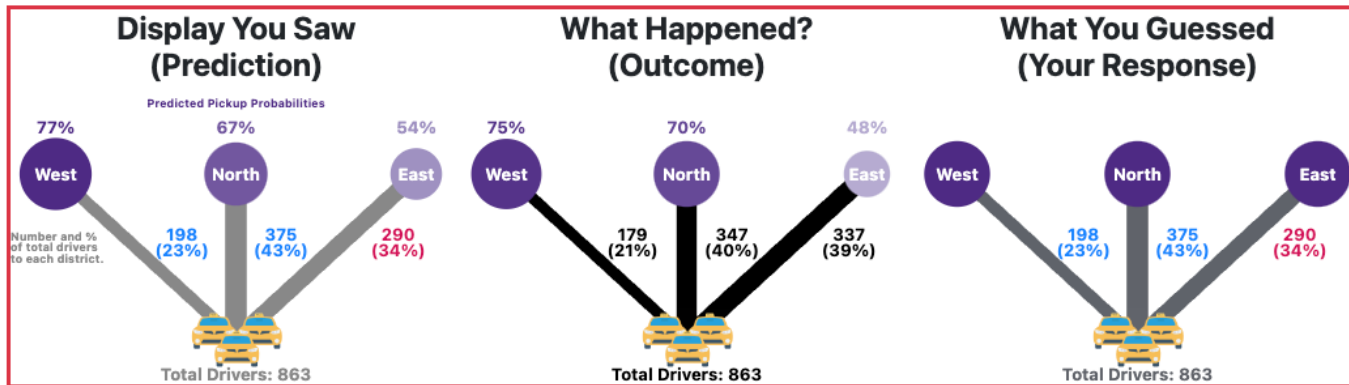 Display You Saw
(Prediction)
Predicted Pickup Probabilities
77%
67%
54%
West
North
East
Number and %
of total drivers
to each district.
198
(23%)
375
(43%)
290
(34%)
Total Drivers: 863
What Happened?
(Outcome)
75%
70%
48%
West
North
East
179
(21%)
347
(40%)
337
(39%)
Total Drivers: 863
What You Guessed
(Your Response)
West
North
East
198
(23%)
375
(43%)
290
(34%)
Total Drivers: 863